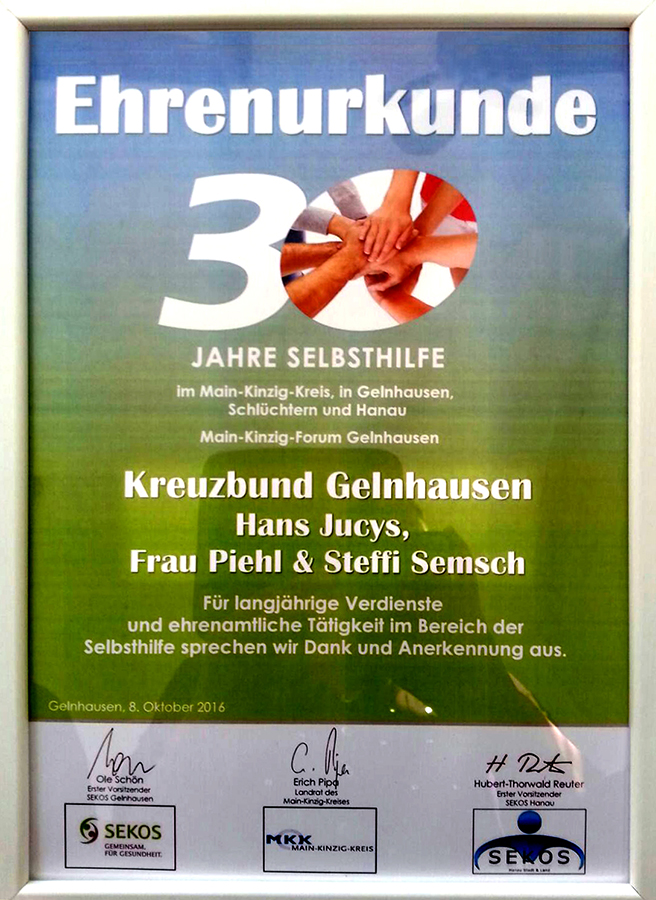 Ehrenurkunde
30
JAHRE SELBSTHILFE
im Main-Kinzig-Kreis, in Gelnhausen,
Schlüchtern und Hanau
Main-Kinzig-Forum Gelnhausen
Kreuzbund Gelnhausen
Hans Jucys,
Frau Piehl & Steffi Semsch
Für langjährige Verdienste
und ehrenamtliche Tätigkeit im Bereich der
Selbsthilfe sprechen wir Dank und Anerkennung aus.
Gelnhausen, 8. Oktober 2016
Ole Schön
Erster Vorsitzender
SEKOS Gelnhausen
SEKOS
GEMEINSAM.
FÜR GESUNDHEIT.
Erich Pipa
Landrat des
Main-Kinzig-Kreises
MKK
MAIN-KINZIG-KREIS
Hubert-Thorwald Reuter
Erster Vorsitzender
SEKOS Hanau
SEKOS
Hanau Stadt & Land